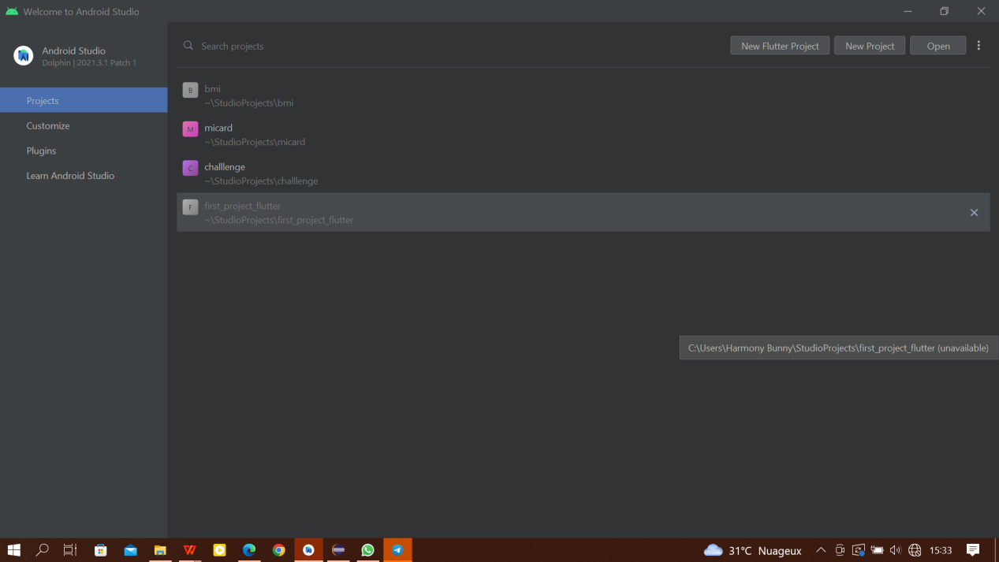 Welcome to Android Studio
Android Studio
Dolphin | 2021.3.1 Patch 1
Projects
Customize
Plugins
Learn Android Studio
Search projects
New Flutter Project
New Project
Open
B
bmi
~\StudioProjects\bmi
M
micard
~\StudioProjects\micard
C
challlenge
~\StudioProjects\challlenge
F
first_project_flutter
~\StudioProjects\first_project_flutter
C:\Users\Harmony Bunny\StudioProjects\first_project_flutter (unavailable)
31°C Nuageux
15:33